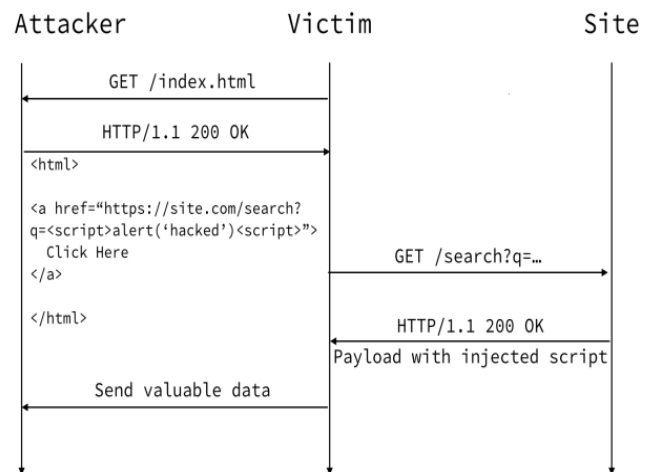 Attacker Victim Site
GET /index.html
HTTP/1.1 200 OK
<html>
<a href=“https://site.com/search?
q=<script>alert(‘hacked’)<script>”>
Click Here
</a>
</html>
GET /search?q=…
HTTP/1.1 200 OK
Payload with injected script
Send valuable data